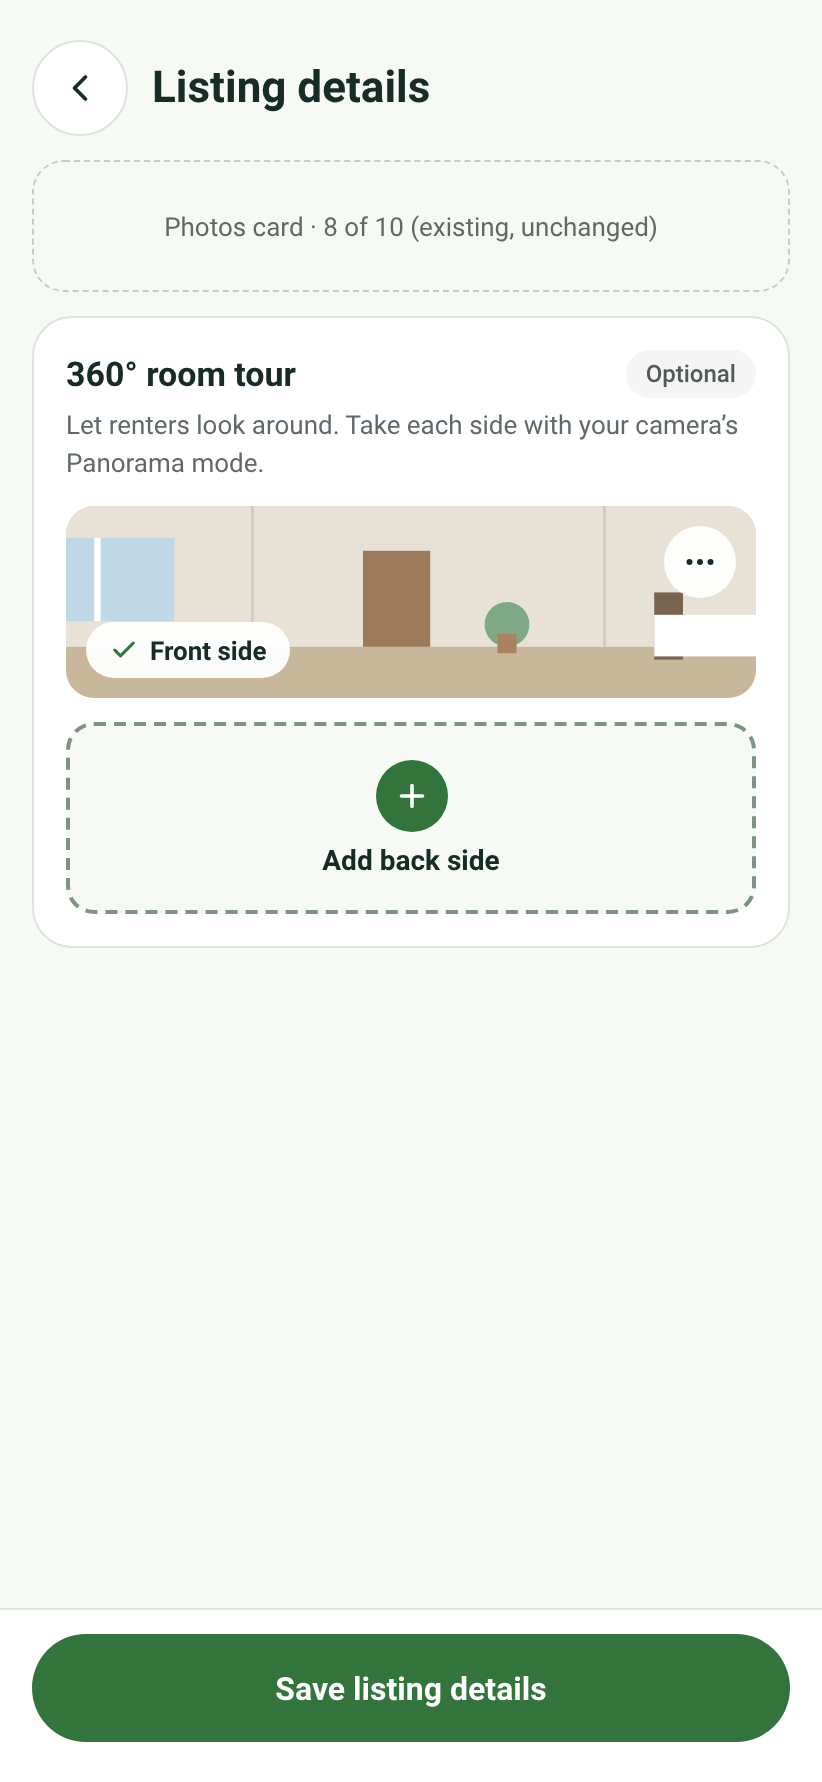 Listing details
Photos card · 8 of 10 (existing, unchanged)
360° room tour
Optional
Let renters look around. Take each side with your camera’s
Panorama mode.
Front side
Add back side
Save listing details